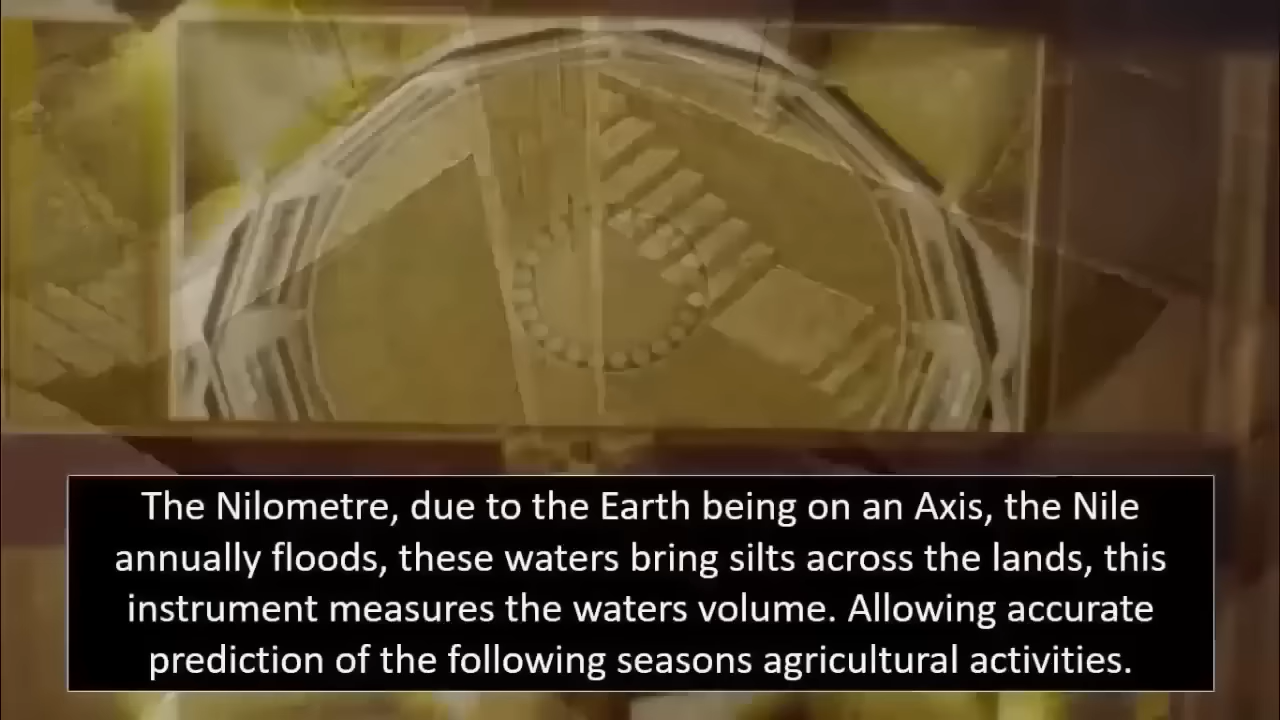 The Nilometre, due to the Earth being on an Axis, the Nile
annually floods, these waters bring silts across the lands, this
instrument measures the waters volume. Allowing accurate
prediction of the following seasons agricultural activities.